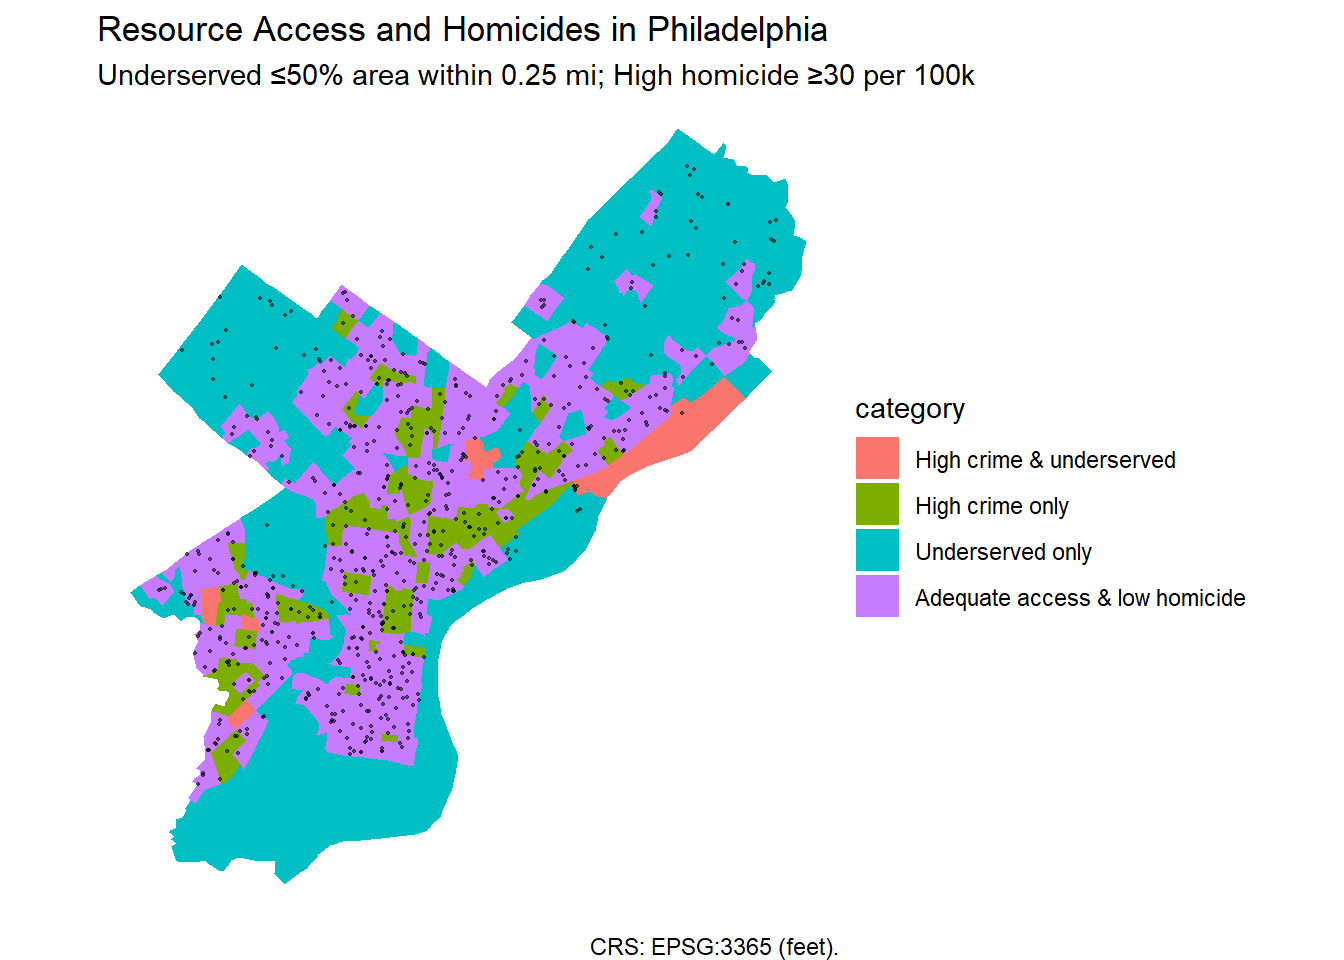 Resource Access and Homicides in Philadelphia
Underserved ≤50% area within 0.25 mi; High homicide ≥30 per 100k
category
High crime & underserved
High crime only
Underserved only
Adequate access & low homicide
CRS: EPSG:3365 (feet).